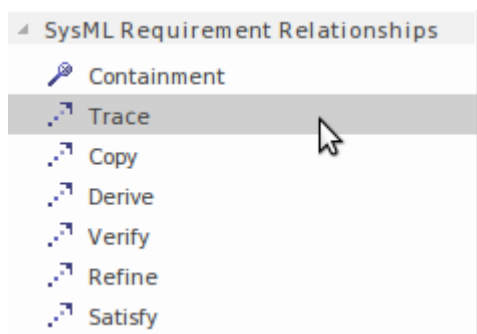 SysML Requirement Relationships
Containment
Trace
Copy
Derive
Verify
Refine
Satisfy